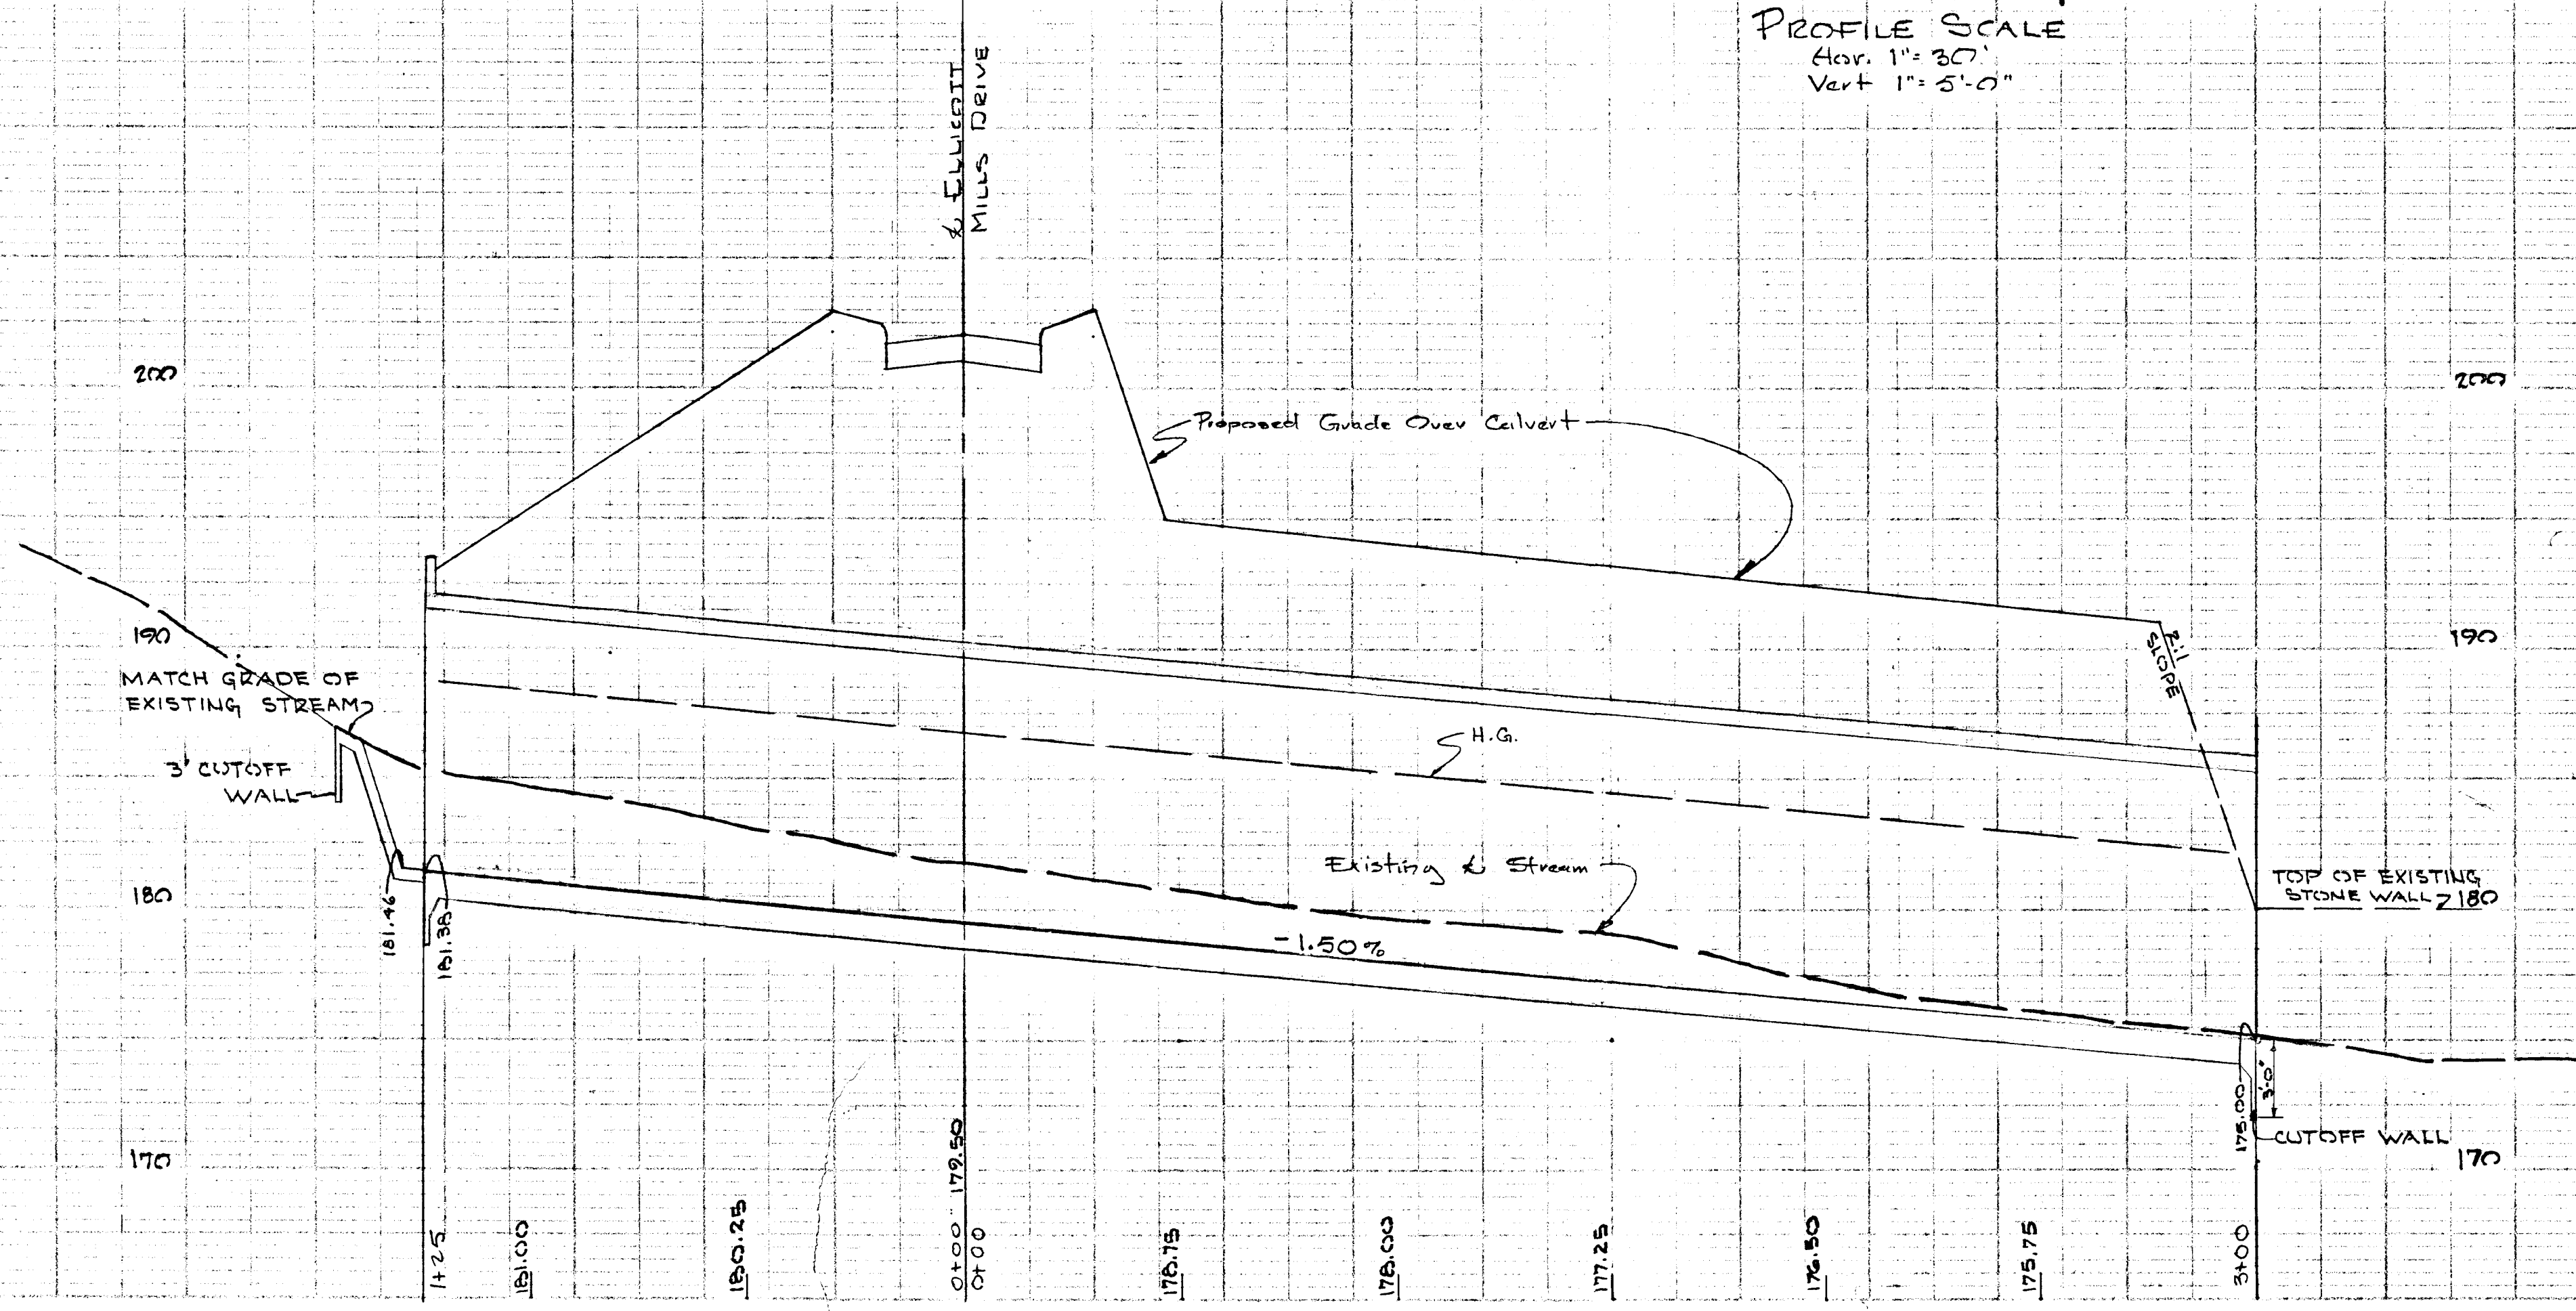 PROFILE SCALE
Hor. 1"= 30'
Vert 1"= 5'-0"
℄ ELLICOTT
MILLS DRIVE
200
200
Proposed Grade Over Culvert
190
190
2:1
SLOPE
MATCH GRADE OF
EXISTING STREAM
H.G.
3' CUTOFF
WALL
Existing ℄ Stream
TOP OF EXISTING
STONE WALL 180
180
181.46
181.38
-1.50%
175.00
3'-0"
CUTOFF WALL
170
170
1+25
181.00
180.25
0+00 179.50
0+00
178.75
178.00
177.25
176.50
175.75
3+00